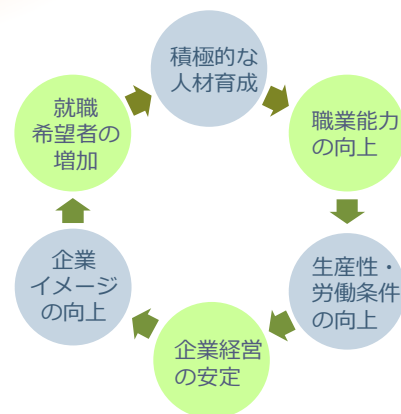 積極的な
人材育成
職業能力
の向上
生産性・
労働条件
の向上
企業経営
の安定
企業
イメージ
の向上
就職
希望者の
増加